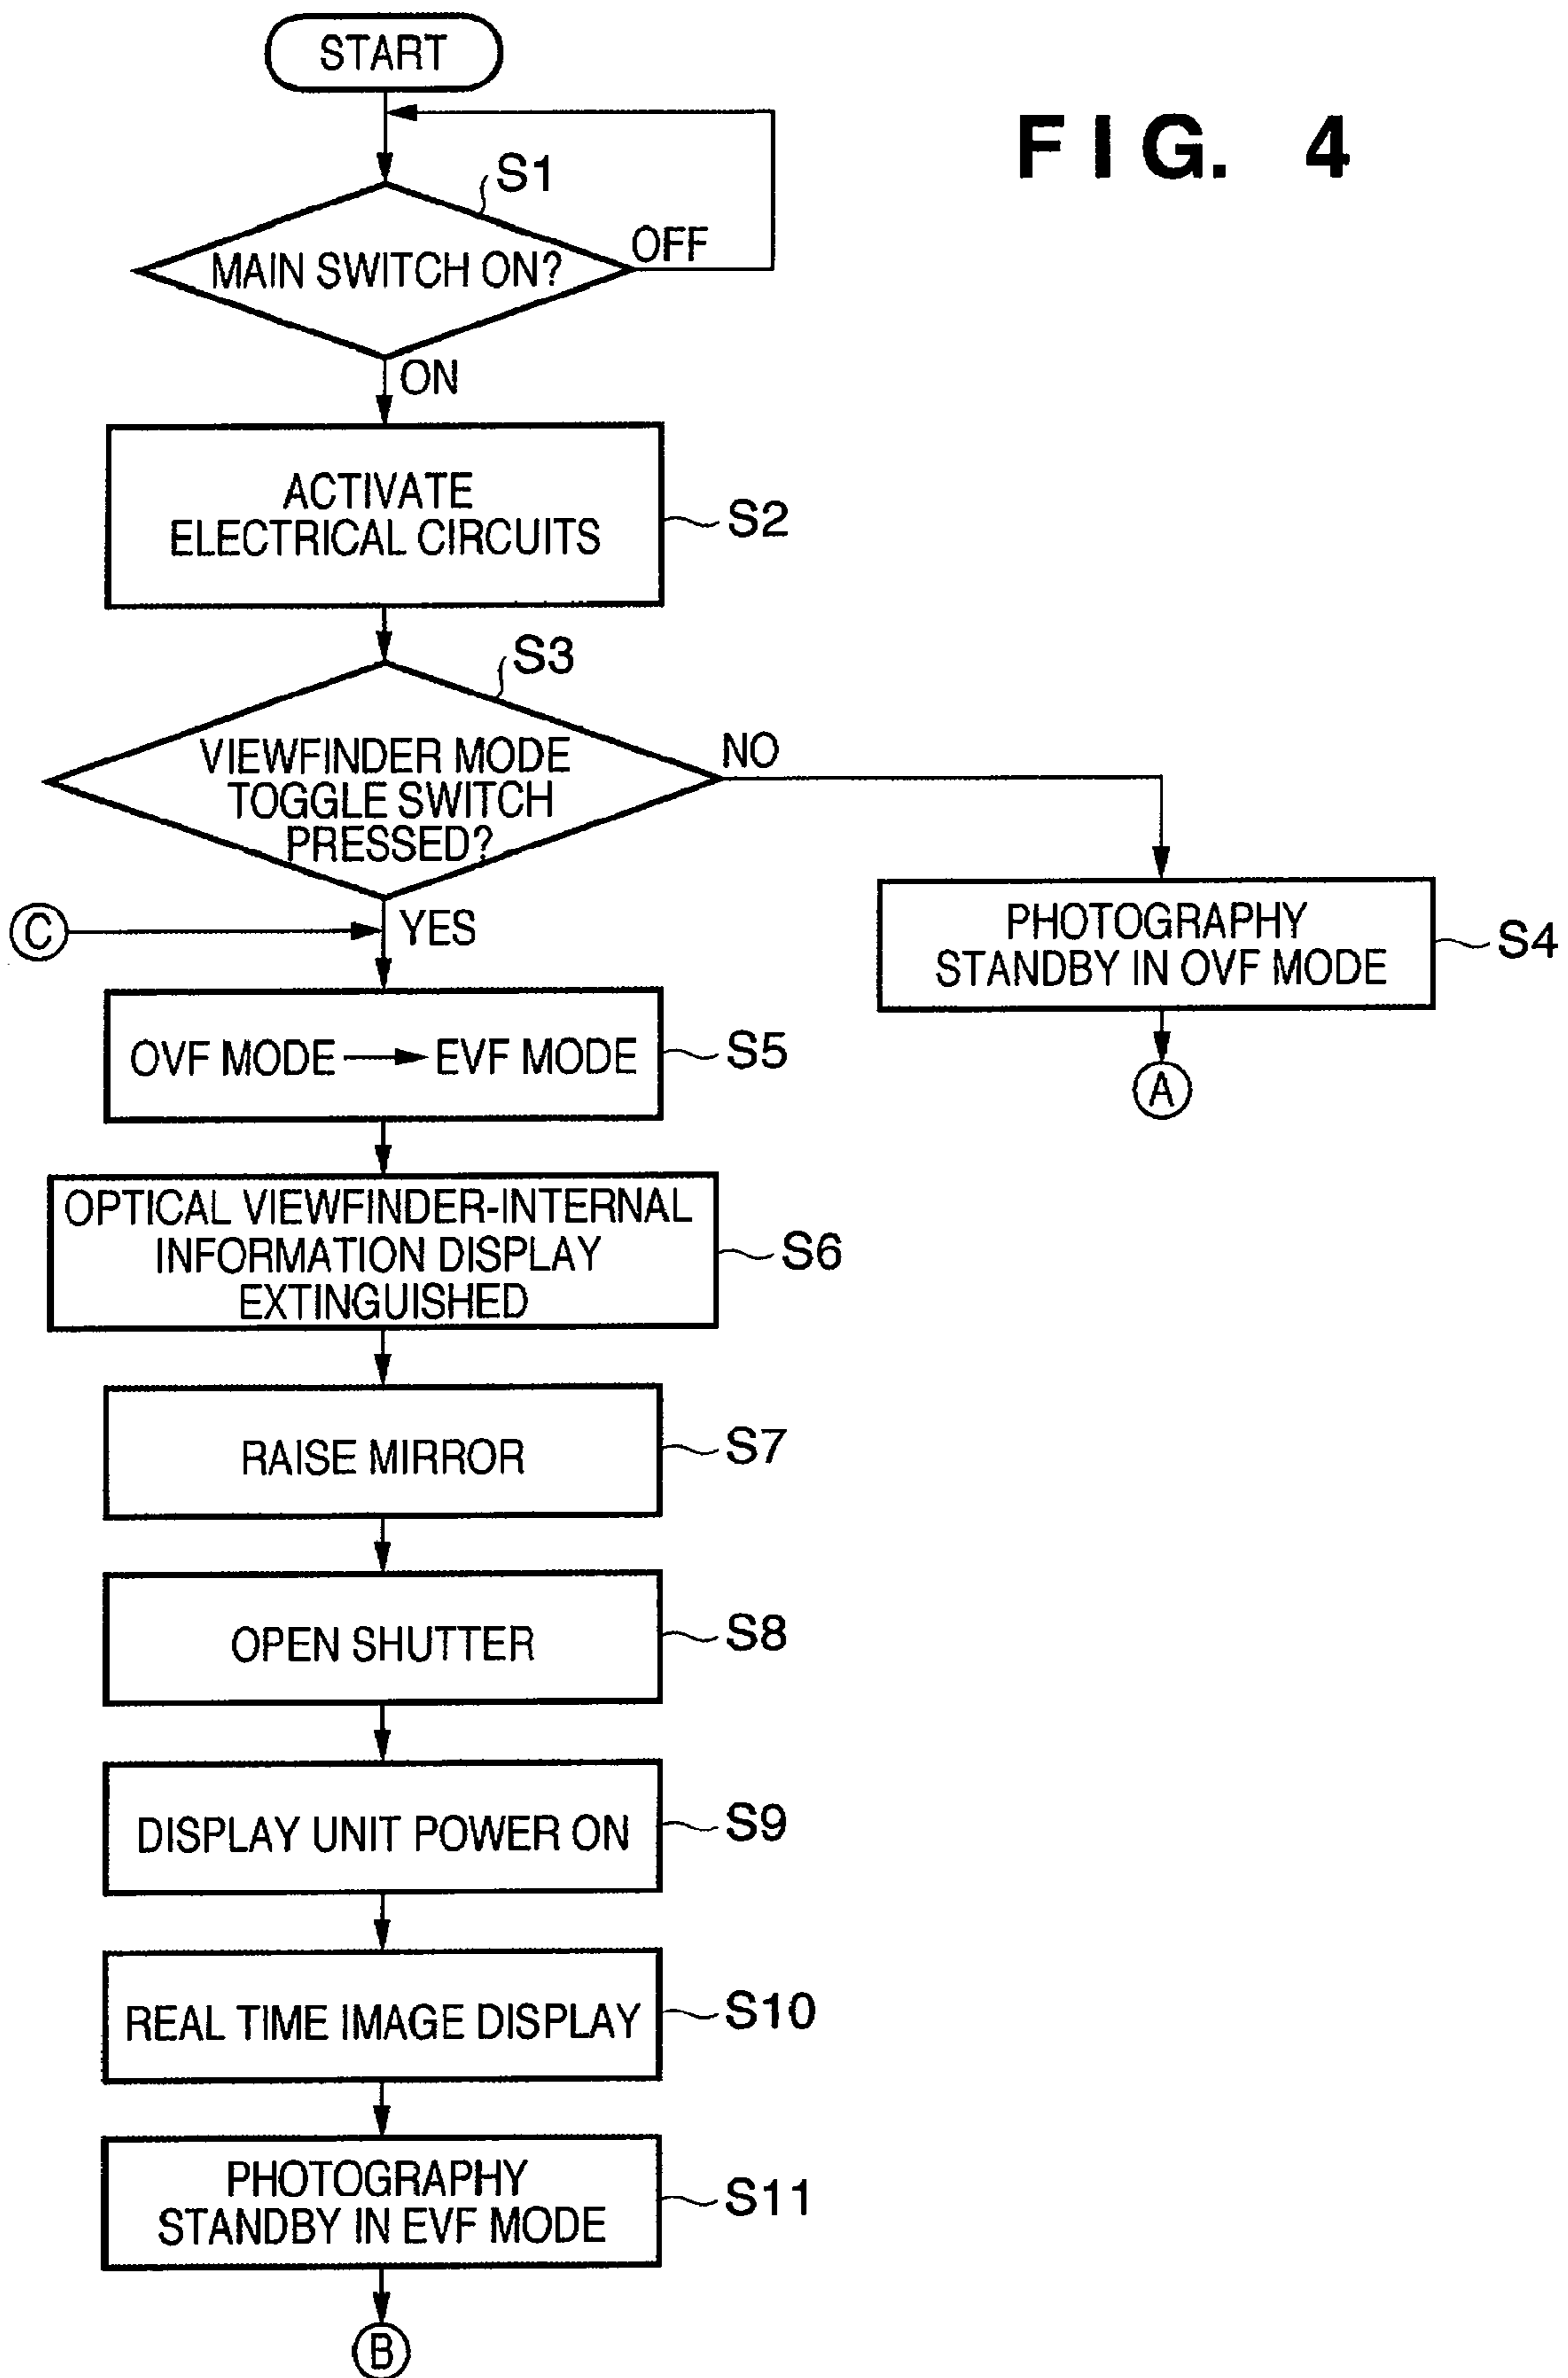 START
FIG. 4
S1
MAIN SWITCH ON?
OFF
ON
ACTIVATE
ELECTRICAL CIRCUITS
S2
S3
VIEWFINDER MODE
TOGGLE SWITCH
PRESSED?
NO
YES
C
PHOTOGRAPHY
STANDBY IN OVF MODE
S4
A
OVF MODE → EVF MODE
S5
OPTICAL VIEWFINDER-INTERNAL
INFORMATION DISPLAY
EXTINGUISHED
S6
RAISE MIRROR
S7
OPEN SHUTTER
S8
DISPLAY UNIT POWER ON
S9
REAL TIME IMAGE DISPLAY
S10
PHOTOGRAPHY
STANDBY IN EVF MODE
S11
B